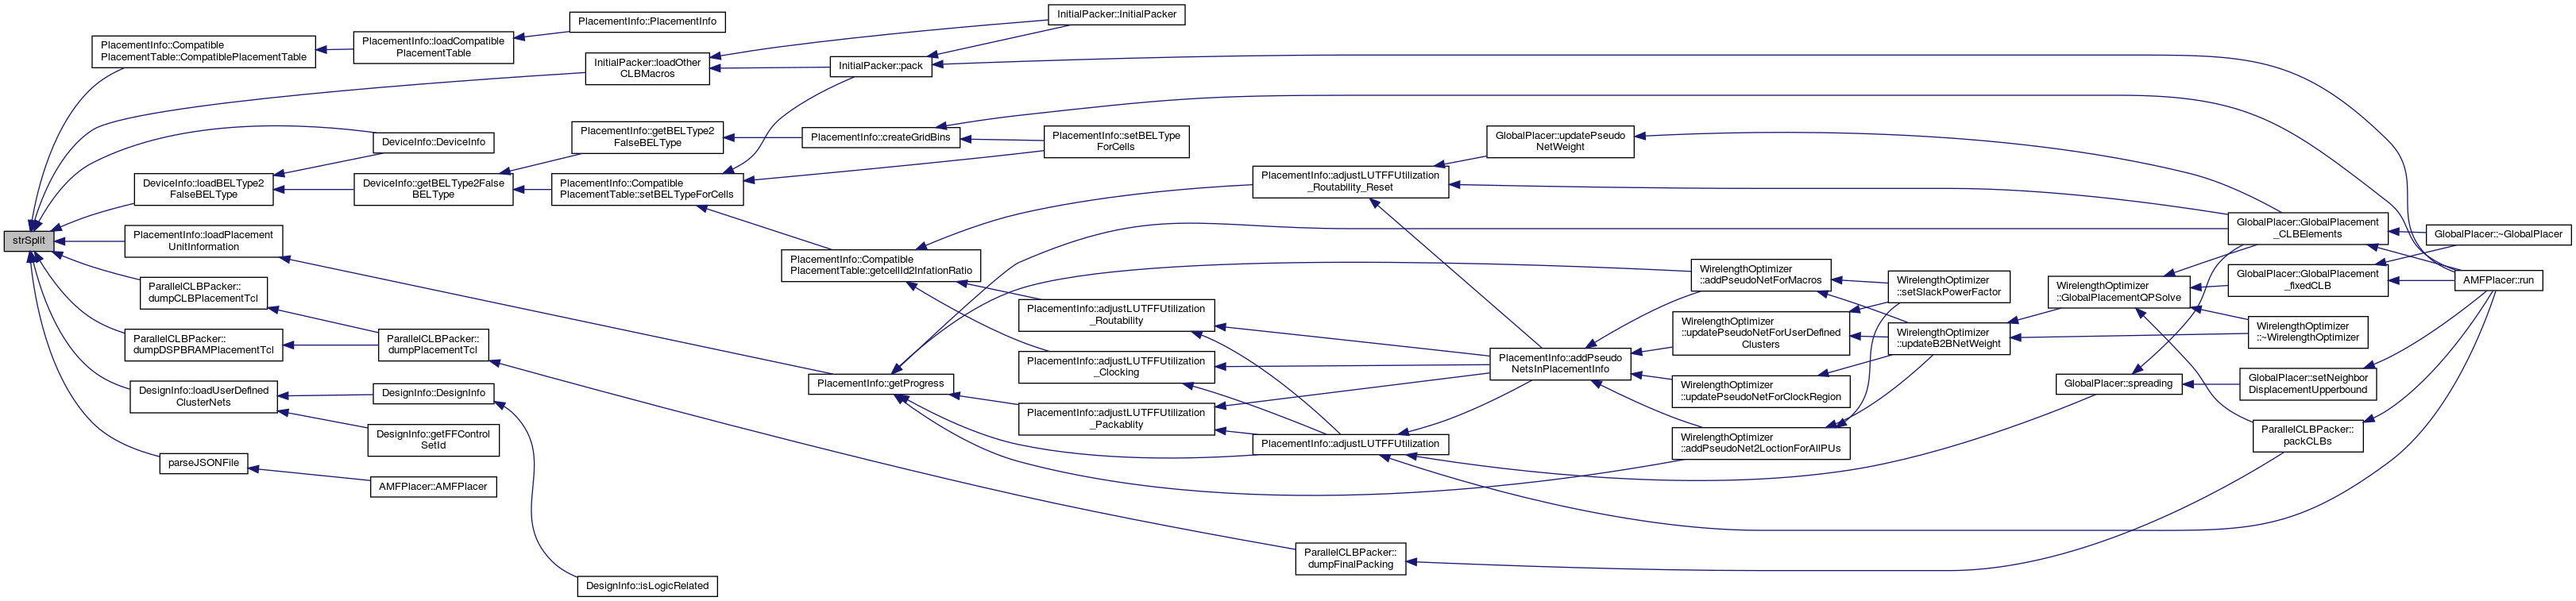 strSplit
PlacementInfo::Compatible
PlacementTable::CompatiblePlacementTable
PlacementInfo::loadCompatible
PlacementTable
PlacementInfo::PlacementInfo
InitialPacker::loadOther
CLBMacros
InitialPacker::InitialPacker
InitialPacker::pack
DeviceInfo::DeviceInfo
DeviceInfo::loadBELType2
FalseBELType
DeviceInfo::getBELType2False
BELType
PlacementInfo::getBELType2
FalseBELType
PlacementInfo::createGridBins
PlacementInfo::setBELType
ForCells
PlacementInfo::Compatible
PlacementTable::setBELTypeForCells
PlacementInfo::loadPlacement
UnitInformation
ParallelCLBPacker::
dumpCLBPlacementTcl
ParallelCLBPacker::
dumpDSPBRAMPlacementTcl
ParallelCLBPacker::
dumpPlacementTcl
DesignInfo::loadUserDefined
ClusterNets
DesignInfo::DesignInfo
DesignInfo::getFFControl
SetId
parseJSONFile
AMFPlacer::AMFPlacer
DesignInfo::isLogicRelated
PlacementInfo::Compatible
PlacementTable::getcellId2InfationRatio
PlacementInfo::getProgress
PlacementInfo::adjustLUTFFUtilization
_Routability
PlacementInfo::adjustLUTFFUtilization
_Clocking
PlacementInfo::adjustLUTFFUtilization
_Packablity
PlacementInfo::adjustLUTFFUtilization
_Routability_Reset
PlacementInfo::adjustLUTFFUtilization
ParallelCLBPacker::
dumpFinalPacking
GlobalPlacer::updatePseudo
NetWeight
PlacementInfo::addPseudo
NetsInPlacementInfo
WirelengthOptimizer
::addPseudoNetForMacros
WirelengthOptimizer
::updatePseudoNetForUserDefined
Clusters
WirelengthOptimizer
::updatePseudoNetForClockRegion
WirelengthOptimizer
::addPseudoNet2LoctionForAllPUs
WirelengthOptimizer
::setSlackPowerFactor
WirelengthOptimizer
::updateB2BNetWeight
WirelengthOptimizer
::GlobalPlacementQPSolve
GlobalPlacer::spreading
GlobalPlacer::GlobalPlacement
_CLBElements
GlobalPlacer::GlobalPlacement
_fixedCLB
WirelengthOptimizer
::~WirelengthOptimizer
GlobalPlacer::setNeighbor
DisplacementUpperbound
ParallelCLBPacker::
packCLBs
GlobalPlacer::~GlobalPlacer
AMFPlacer::run